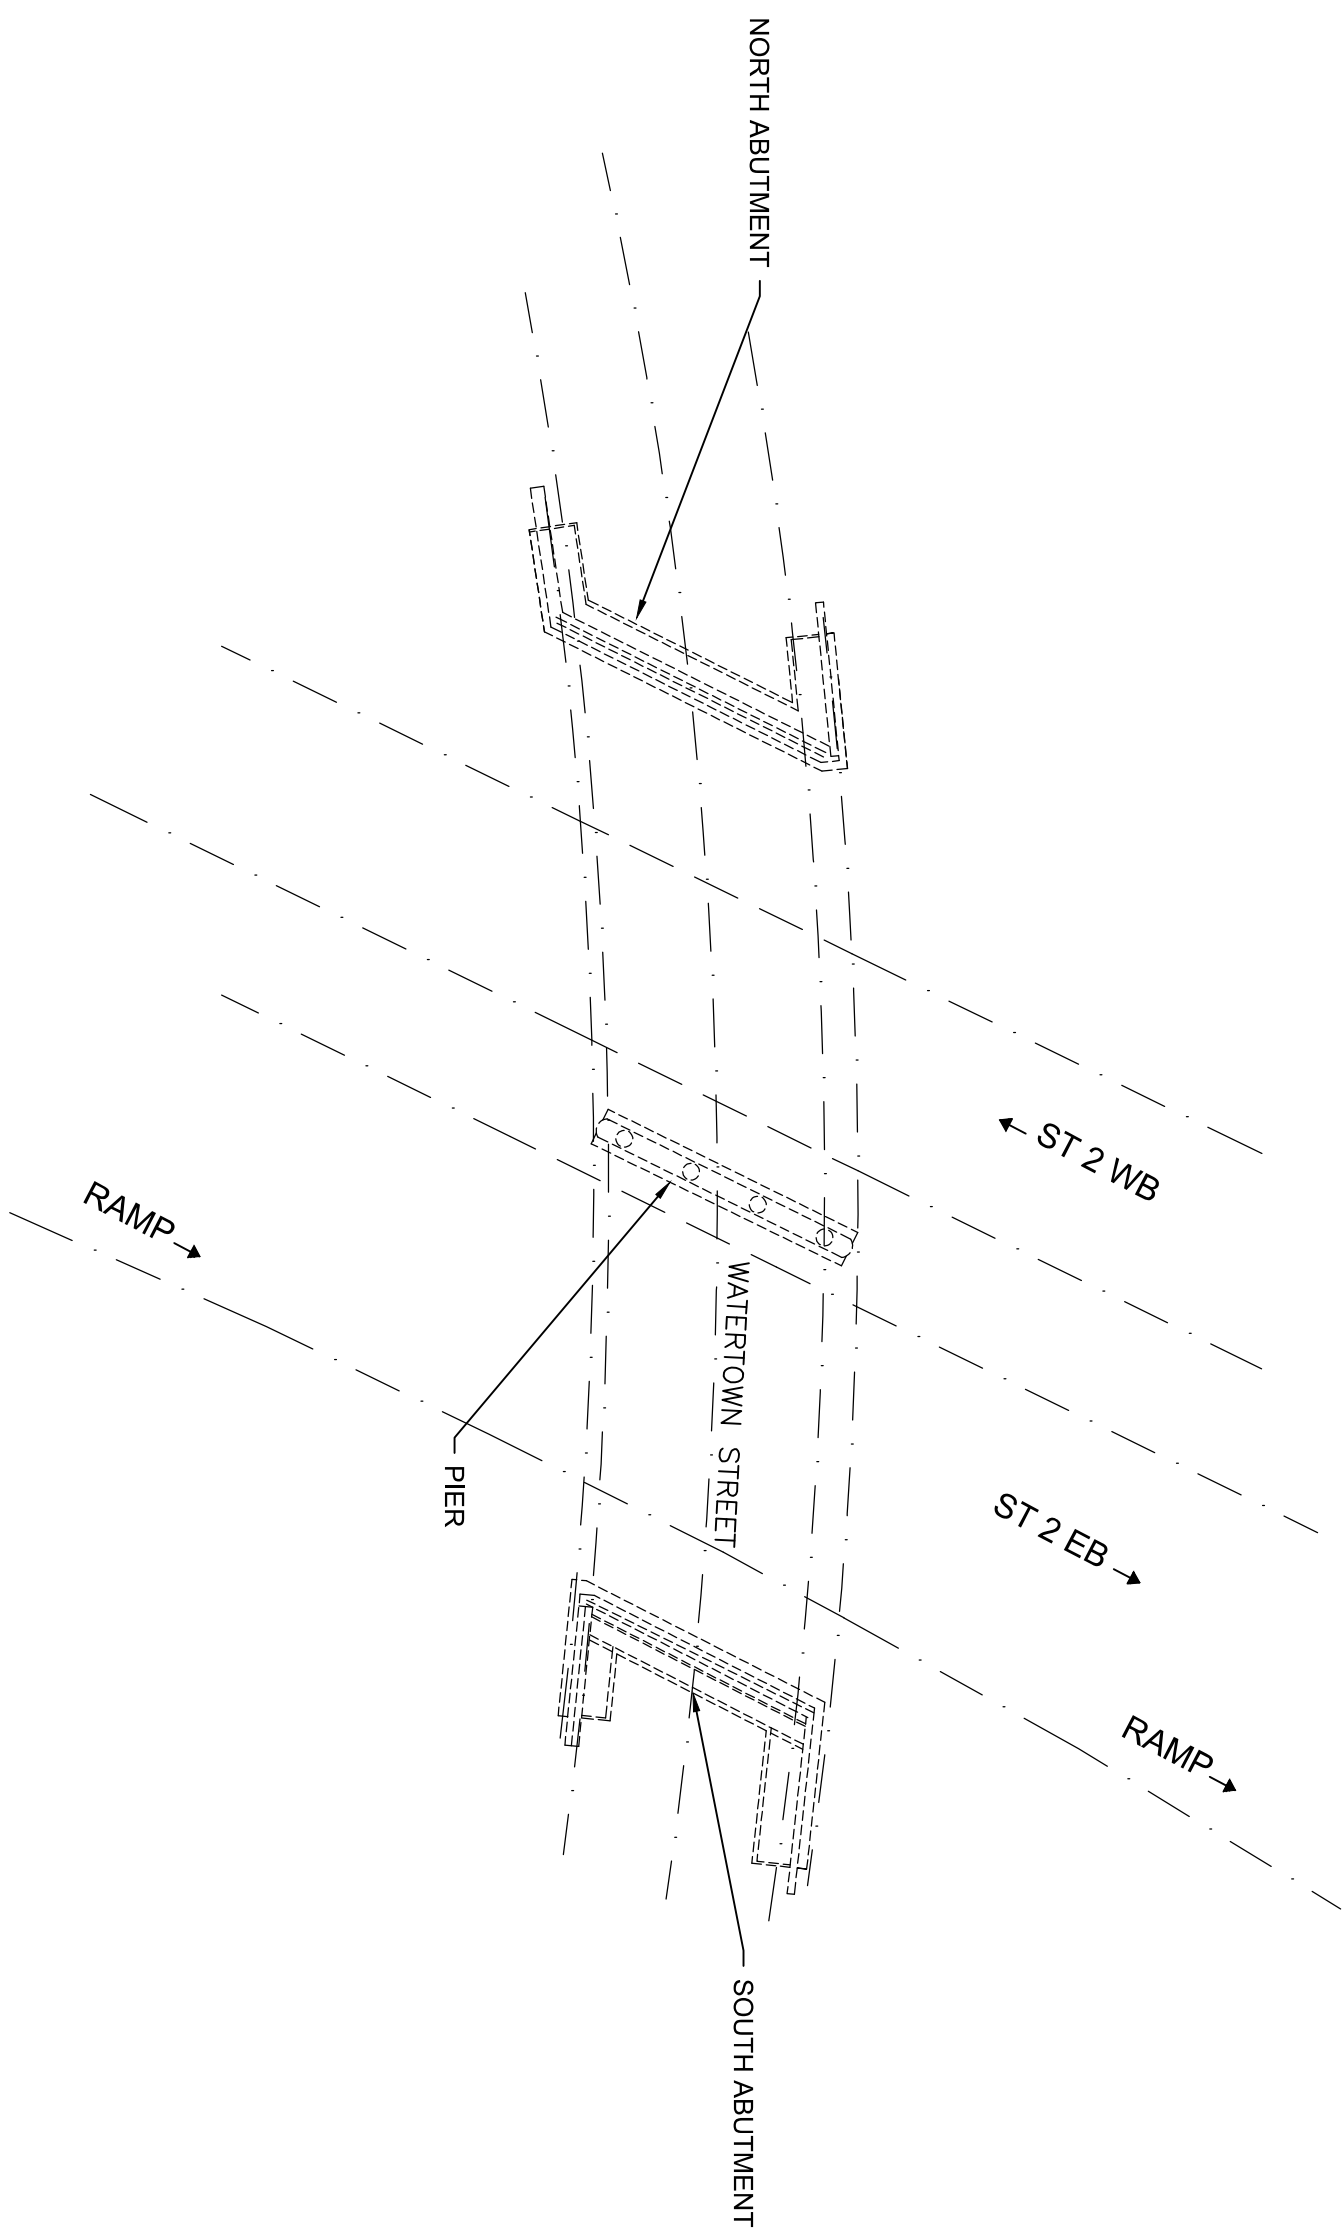 NORTH ABUTMENT
ST 2 WB
RAMP
WATERTOWN STREET
PIER
ST 2 EB
RAMP
SOUTH ABUTMENT